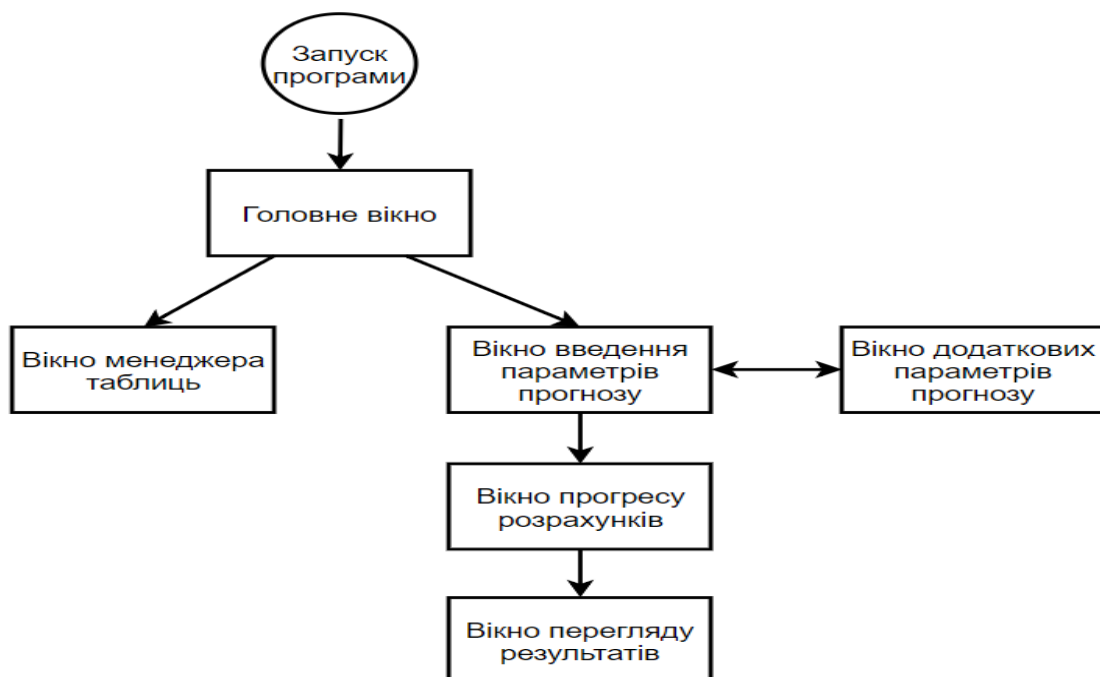 Запуск
програми
Головне вікно
Вікно менеджера
таблиць
Вікно введення
параметрів
прогнозу
Вікно додаткових
параметрів
прогнозу
Вікно прогресу
розрахунків
Вікно перегляду
результатів